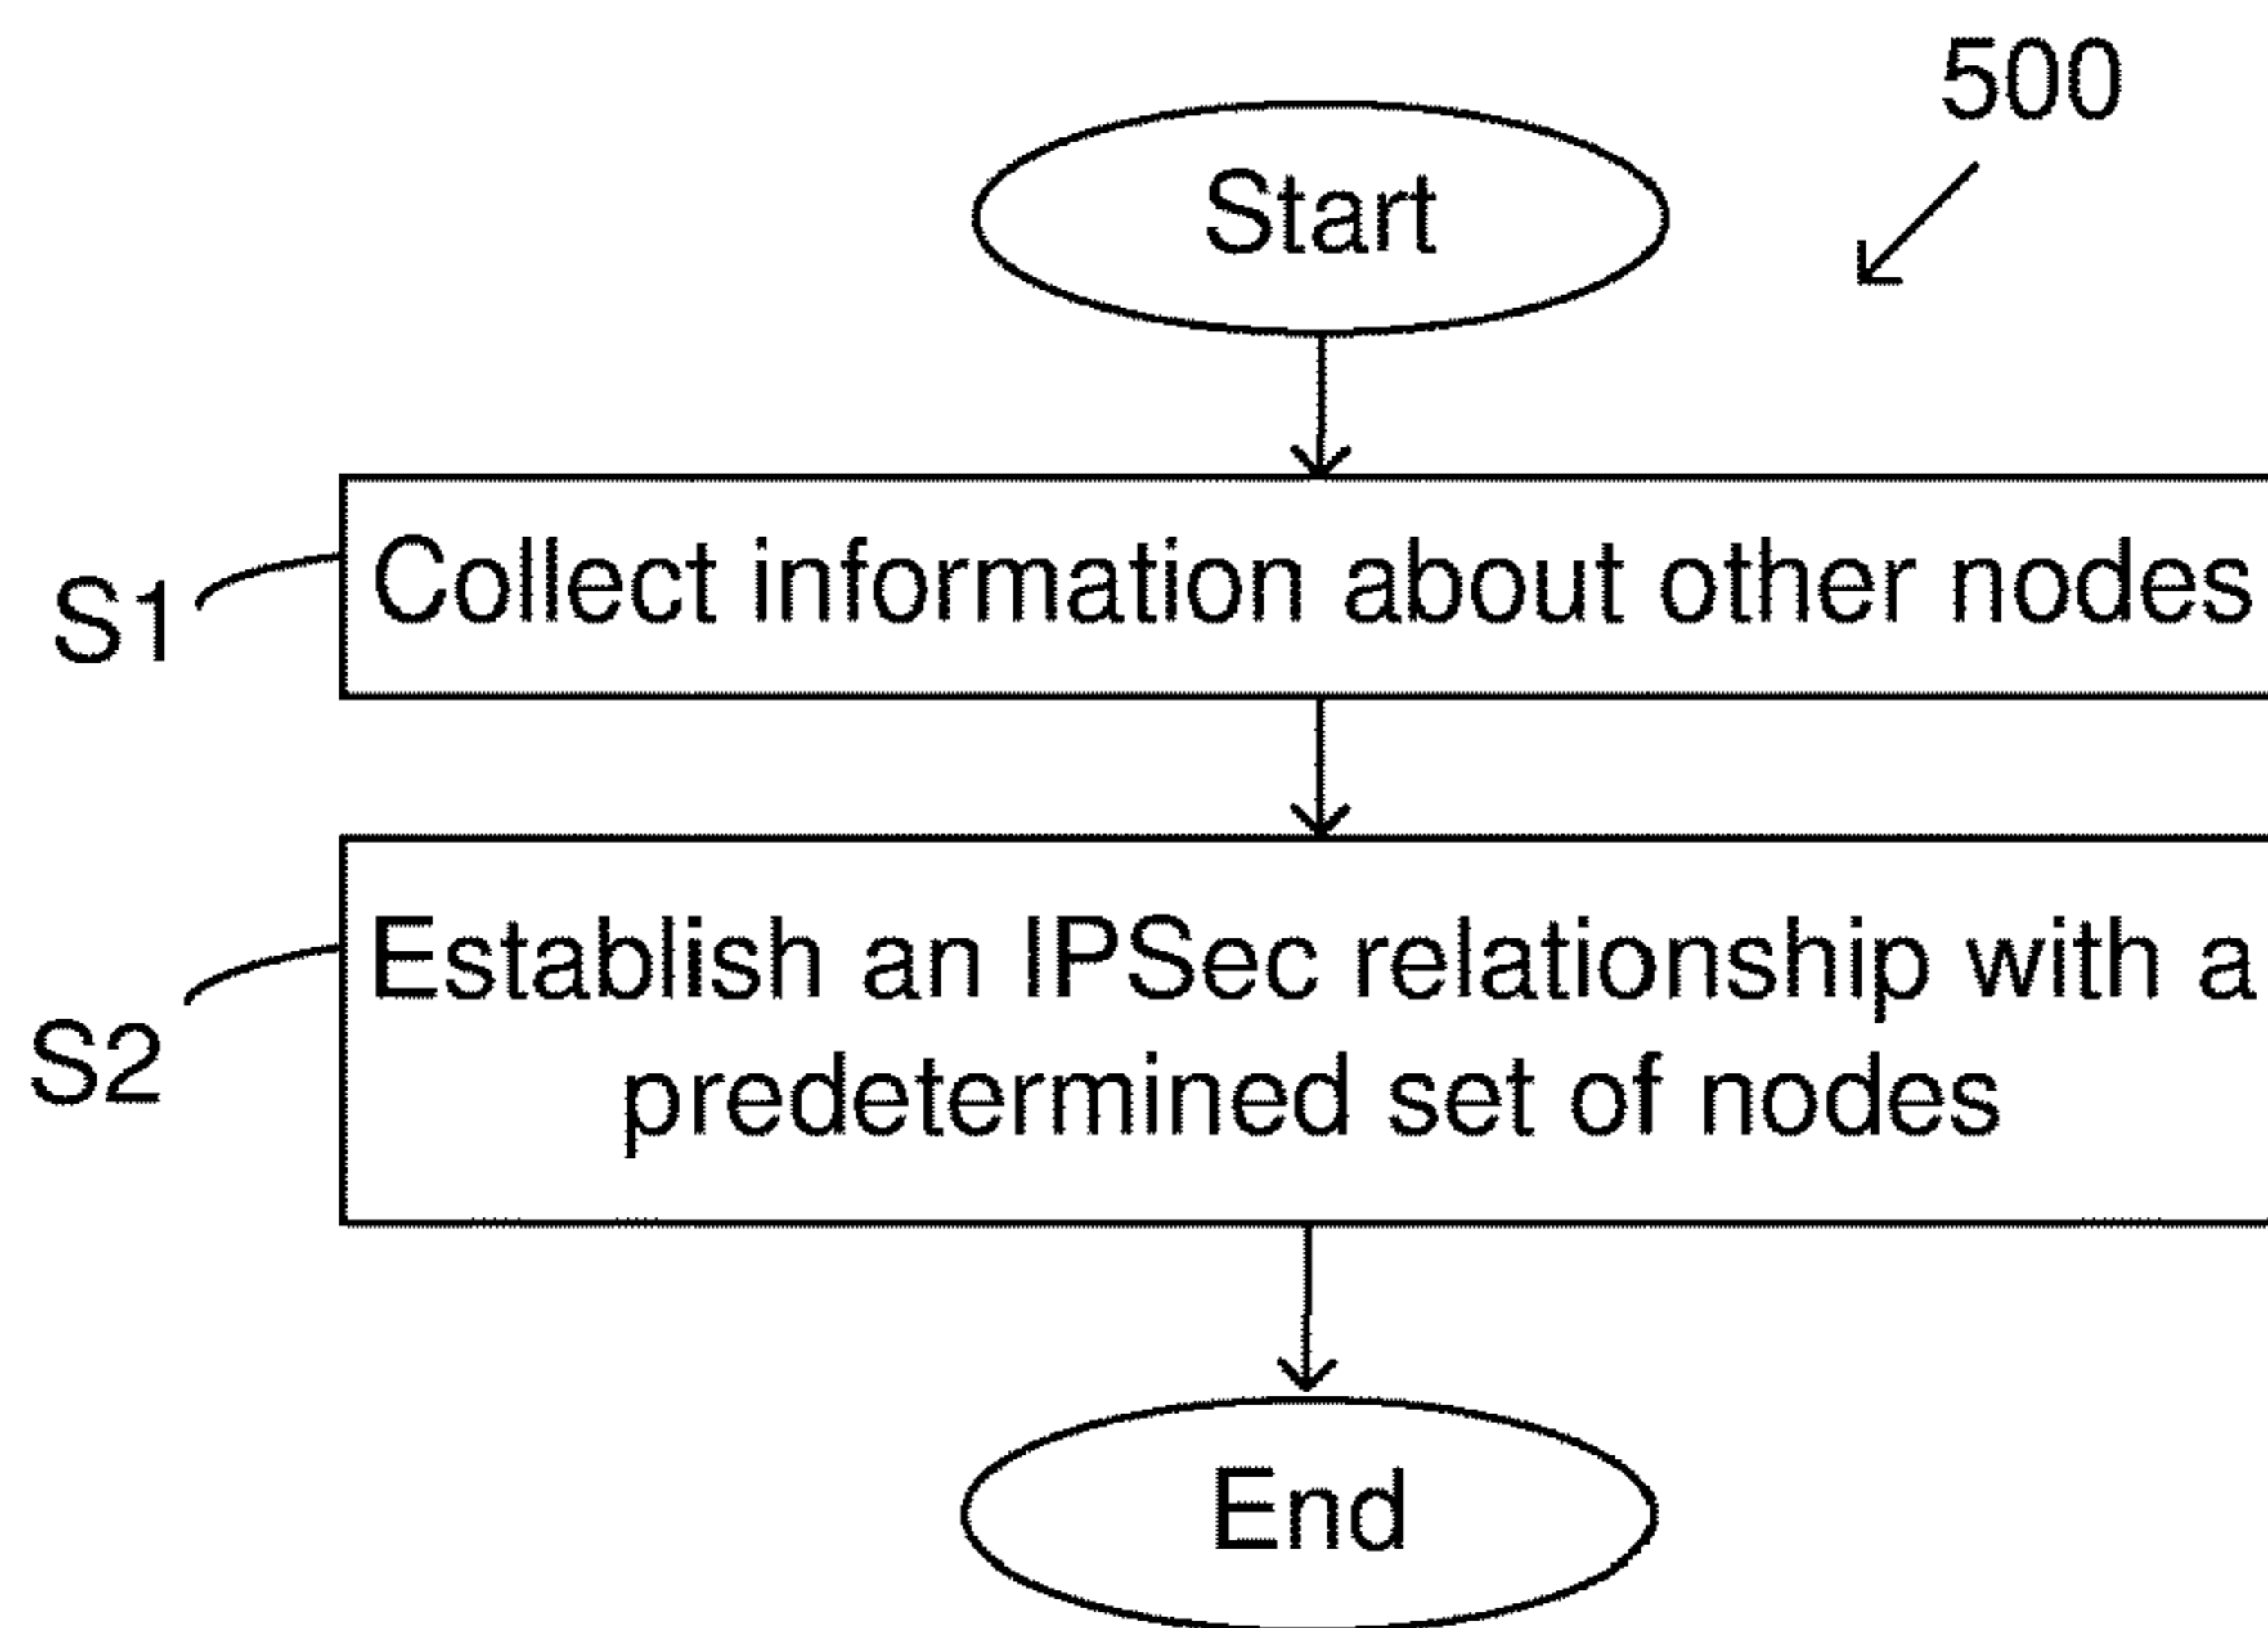 500
Start
S1
Collect information about other nodes
S2
Establish an IPSec relationship with a
predetermined set of nodes
End